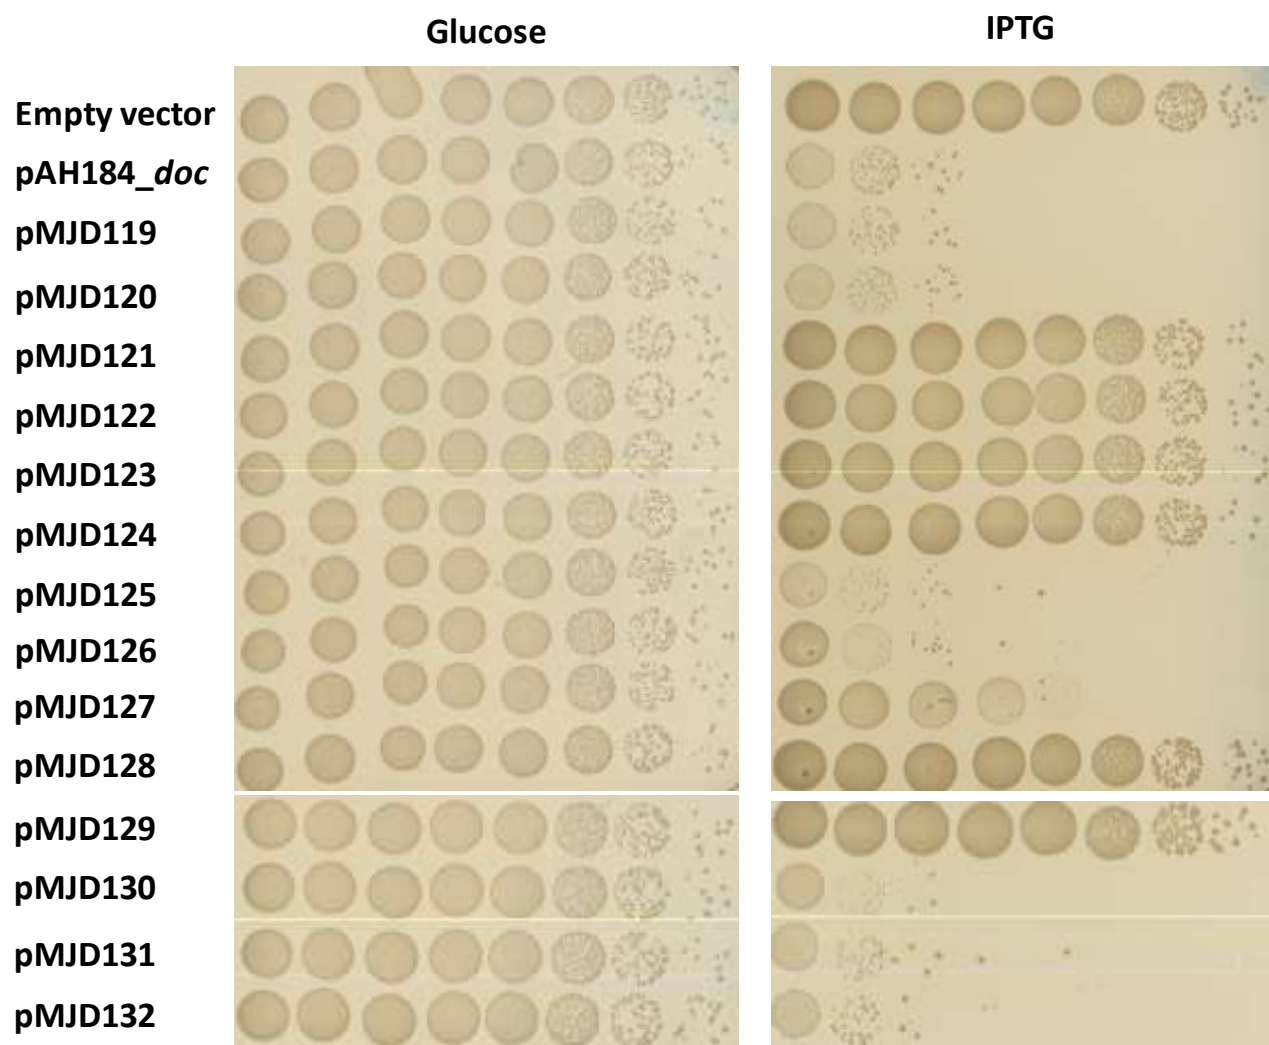 Glucose IPTG
Empty vector
pAH184_doc
pMJD119
pMJD120
pMJD121
pMJD122
pMJD123
pMJD124
pMJD125
pMJD126
pMJD127
pMJD128
pMJD129
pMJD130
pMJD131
pMJD132